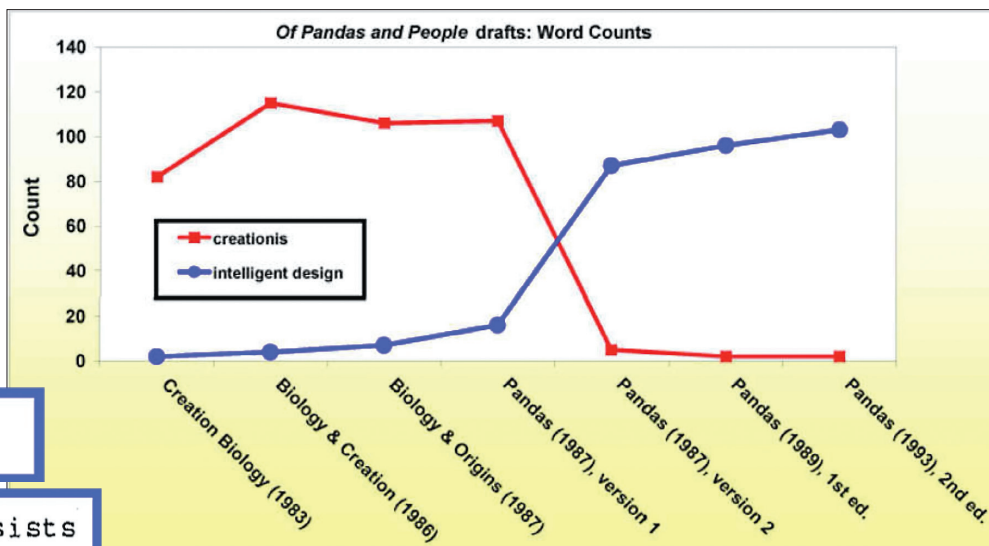 Of Pandas and People drafts: Word Counts
140
120
100
80
60
40
20
0
Count
creationis
intelligent design
Creation Biology (1983)
Biology & Creation (1986)
Biology & Origins (1987)
Pandas (1987), version 1
Pandas (1987), version 2
Pandas (1989), 1st ed.
Pandas (1993), 2nd ed.
sists